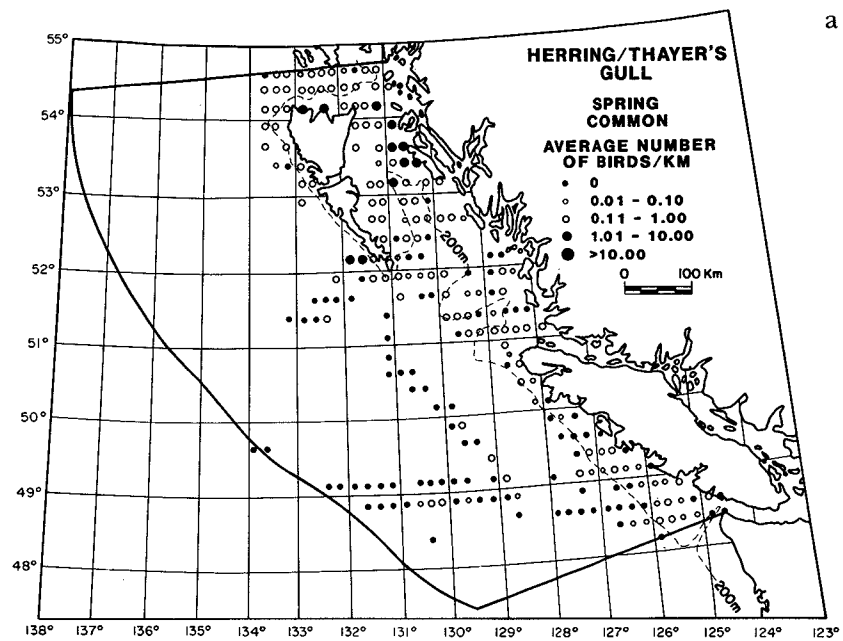 a
HERRING/THAYER'S
GULL
SPRING
COMMON
AVERAGE NUMBER
OF BIRDS/KM
0
0.01 - 0.10
0.11 - 1.00
1.01 - 10.00
>10.00
0 100 Km
55°
54°
53°
52°
51°
50°
49°
48°
200m
200m
138° 137° 136° 135° 134° 133° 132° 131° 130° 129° 128° 127° 126° 125° 124° 123°